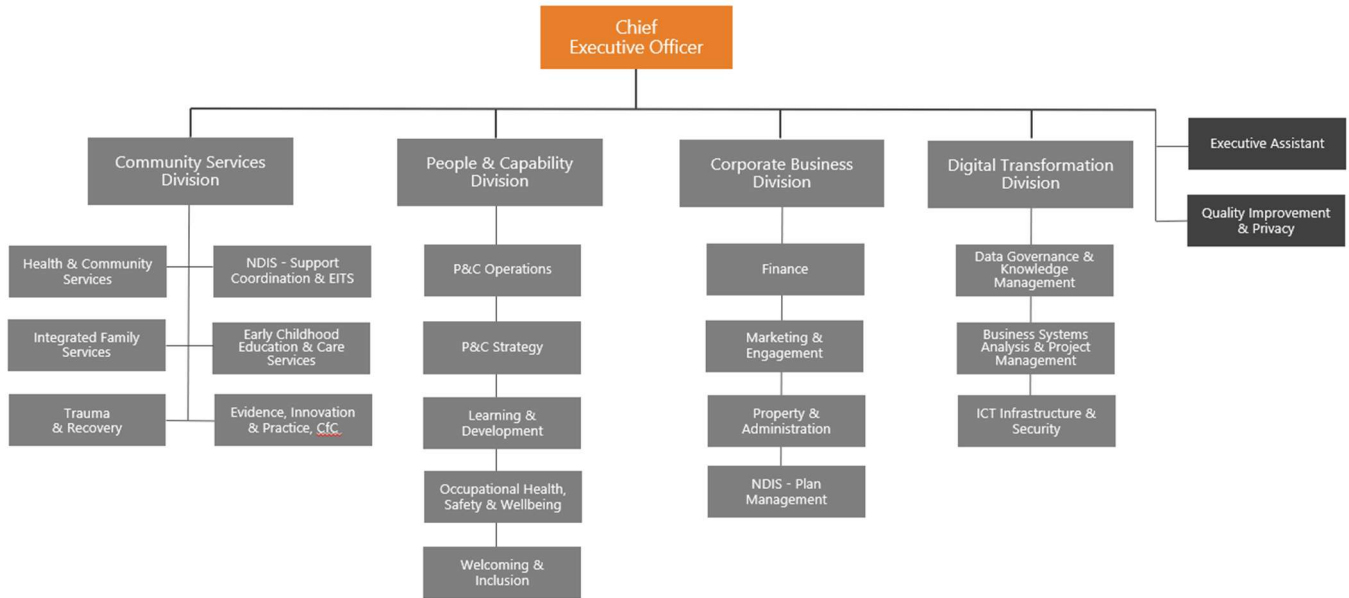 Chief
Executive Officer
Community Services
Division
People & Capability
Division
Corporate Business
Division
Digital Transformation
Division
Executive Assistant
Quality Improvement
& Privacy
Health & Community
Services
NDIS - Support
Coordination & EITS
Integrated Family
Services
Early Childhood
Education & Care
Services
Trauma
& Recovery
Evidence, Innovation
& Practice, CfC
P&C Operations
P&C Strategy
Learning &
Development
Occupational Health,
Safety & Wellbeing
Welcoming &
Inclusion
Finance
Marketing &
Engagement
Property &
Administration
NDIS - Plan
Management
Data Governance &
Knowledge
Management
Business Systems
Analysis & Project
Management
ICT Infrastructure &
Security